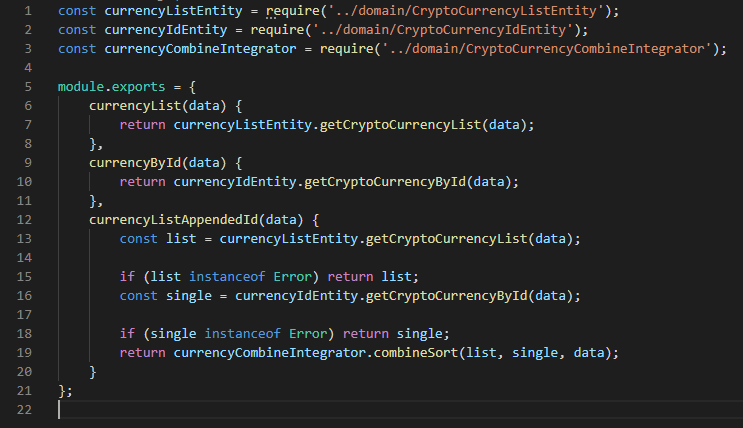 1 const currencyListEntity = require('../domain/CryptoCurrencyListEntity');
2 const currencyIdEntity = require('../domain/CryptoCurrencyIdEntity');
3 const currencyCombineIntegrator = require('../domain/CryptoCurrencyCombineIntegrator');
4
5 module.exports = {
6     currencyList(data) {
7         return currencyListEntity.getCryptoCurrencyList(data);
8     },
9     currencyById(data) {
10         return currencyIdEntity.getCryptoCurrencyById(data);
11     },
12     currencyListAppendedId(data) {
13         const list = currencyListEntity.getCryptoCurrencyList(data);
14
15         if (list instanceof Error) return list;
16         const single = currencyIdEntity.getCryptoCurrencyById(data);
17
18         if (single instanceof Error) return single;
19         return currencyCombineIntegrator.combineSort(list, single, data);
20     }
21 };
22